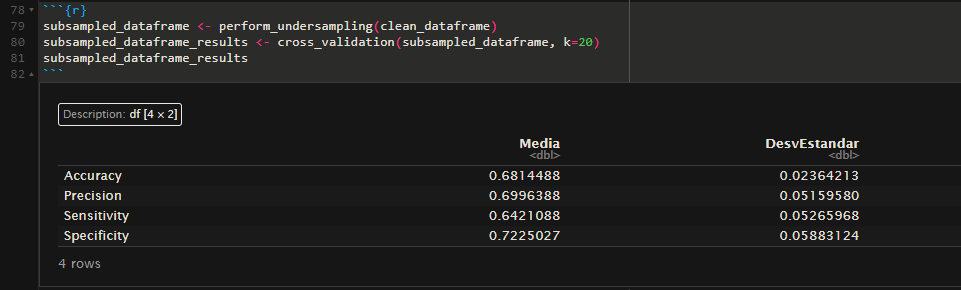 78 ```{r}
79 subsampled_dataframe <- perform_undersampling(clean_dataframe)
80 subsampled_dataframe_results <- cross_validation(subsampled_dataframe, k=20)
81 subsampled_dataframe_results
82 ```
Description: df [4 × 2]
Media DesvEstandar
<dbl> <dbl>
Accuracy 0.6814488 0.02364213
Precision 0.6996388 0.05159580
Sensitivity 0.6421088 0.05265968
Specificity 0.7225027 0.05883124
4 rows